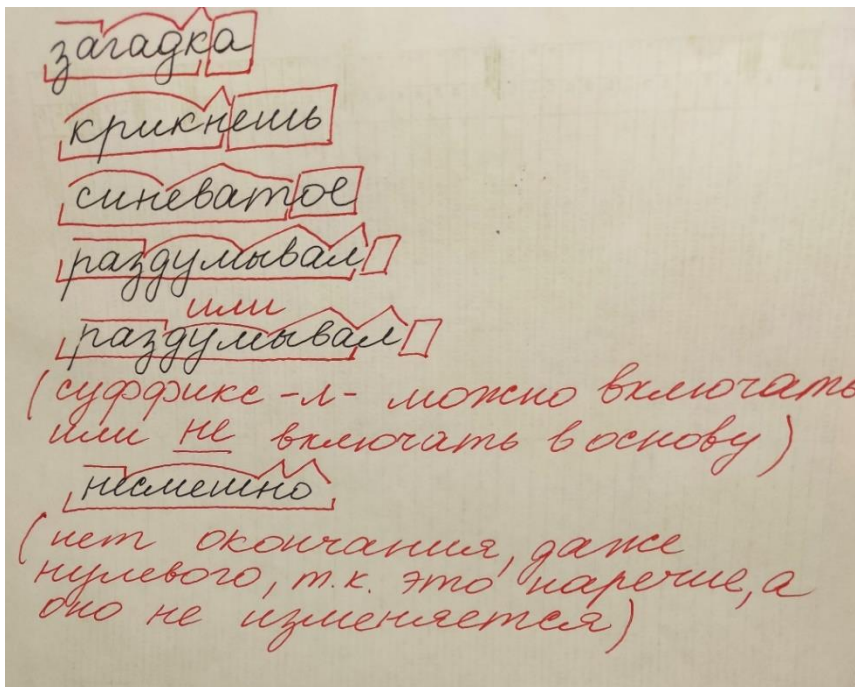 загадка
крикнешь
синеватое
раздумывал
или
раздумывал
(суффикс -л- можно включать
или не включать в основу)
несмешно
(нет окончания, даже
нулевого, т.к. это наречие, а
оно не изменяется)